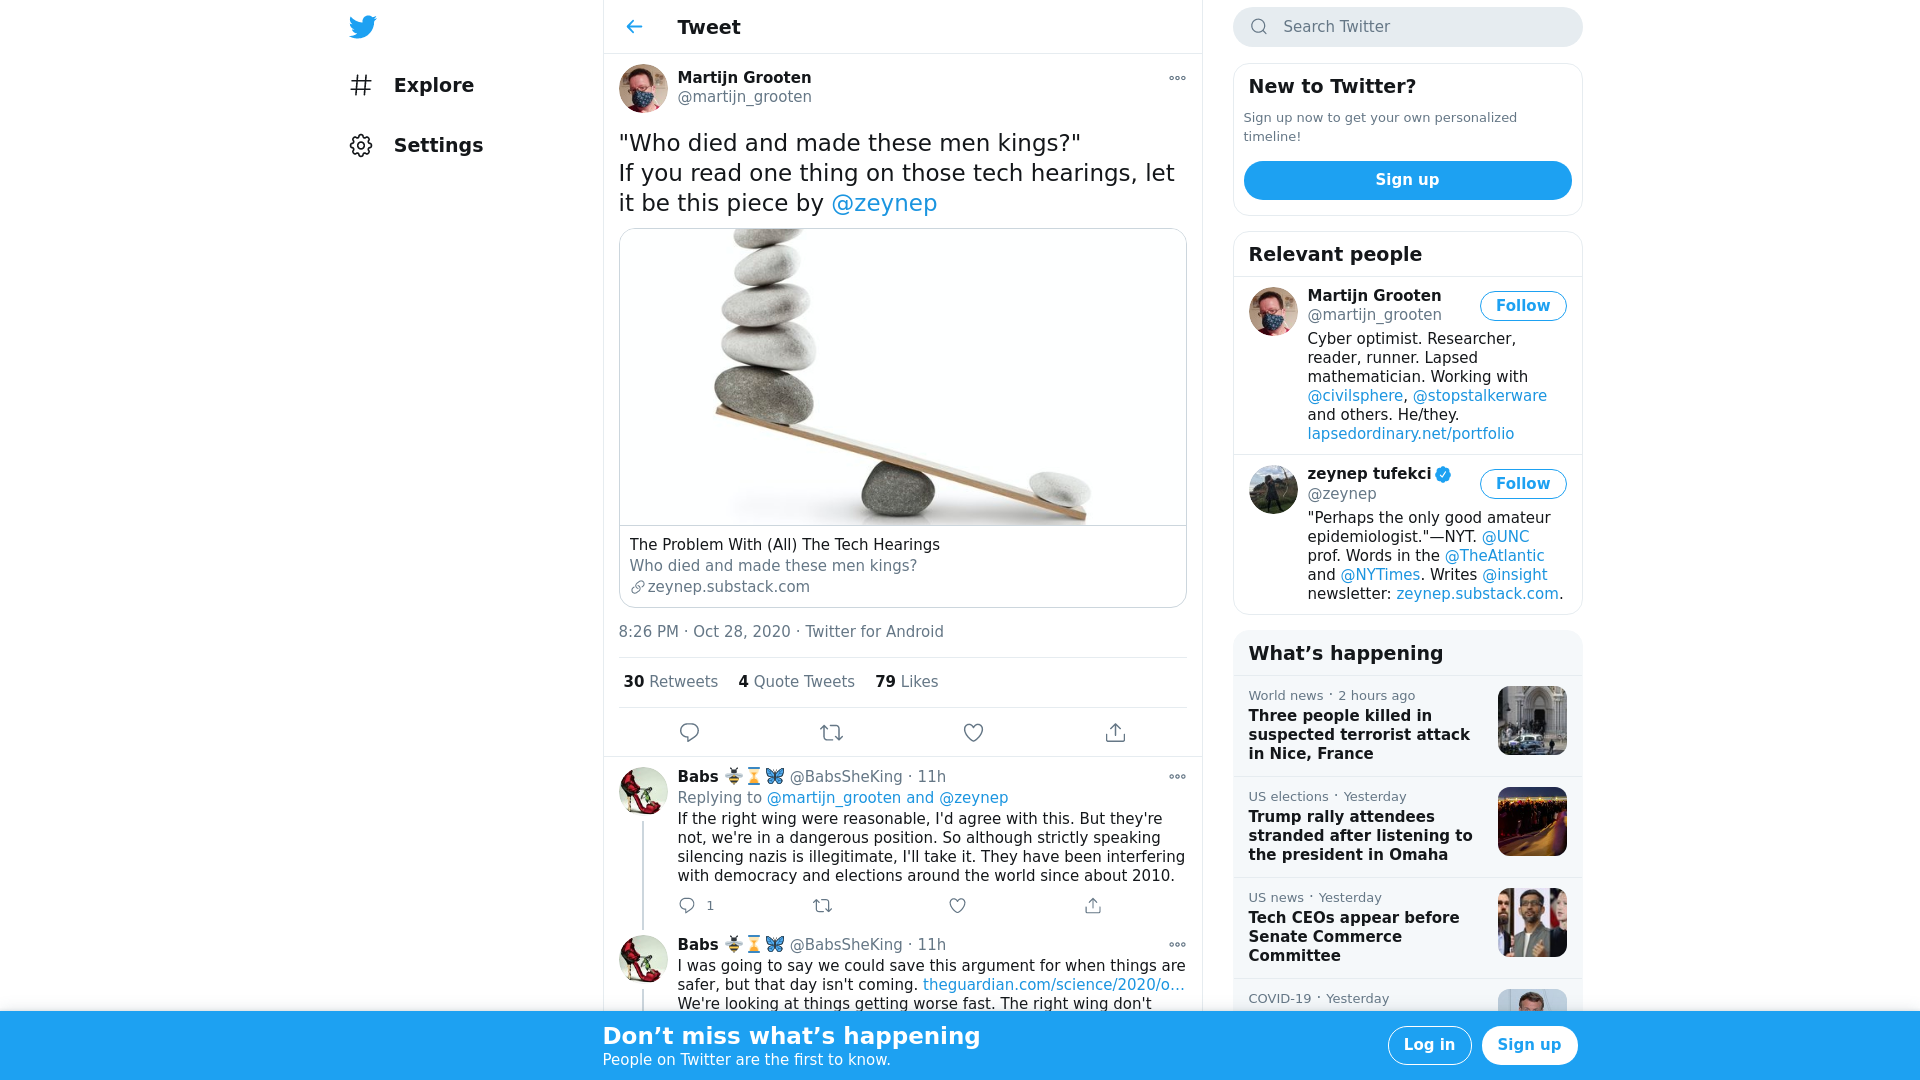 Explore
Settings
Tweet
Martijn Grooten
@martijn_grooten
"Who died and made these men kings?"
If you read one thing on those tech hearings, let
it be this piece by @zeynep
The Problem With (All) The Tech Hearings
Who died and made these men kings?
zeynep.substack.com
8:26 PM · Oct 28, 2020 · Twitter for Android
30 Retweets 4 Quote Tweets 79 Likes
Babs @BabsSheKing · 11h
Replying to @martijn_grooten and @zeynep
If the right wing were reasonable, I'd agree with this. But they're
not, we're in a dangerous position. So although strictly speaking
silencing nazis is illegitimate, I'll take it. They have been interfering
with democracy and elections around the world since about 2010.
1
Babs @BabsSheKing · 11h
I was going to say we could save this argument for when things are
safer, but that day isn't coming. theguardian.com/science/2020/o...
We're looking at things getting worse fast. The right wing don't
Search Twitter
New to Twitter?
Sign up now to get your own personalized
timeline!
Sign up
Relevant people
Martijn Grooten
@martijn_grooten
Follow
Cyber optimist. Researcher,
reader, runner. Lapsed
mathematician. Working with
@civilsphere, @stopstalkerware
and others. He/they.
lapsedordinary.net/portfolio
zeynep tufekci
@zeynep
Follow
"Perhaps the only good amateur
epidemiologist."—NYT. @UNC
prof. Words in the @TheAtlantic
and @NYTimes. Writes @insight
newsletter: zeynep.substack.com.
What's happening
World news · 2 hours ago
Three people killed in
suspected terrorist attack
in Nice, France
US elections · Yesterday
Trump rally attendees
stranded after listening to
the president in Omaha
US news · Yesterday
Tech CEOs appear before
Senate Commerce
Committee
COVID-19 · Yesterday
Don't miss what's happening
People on Twitter are the first to know.
Log in
Sign up